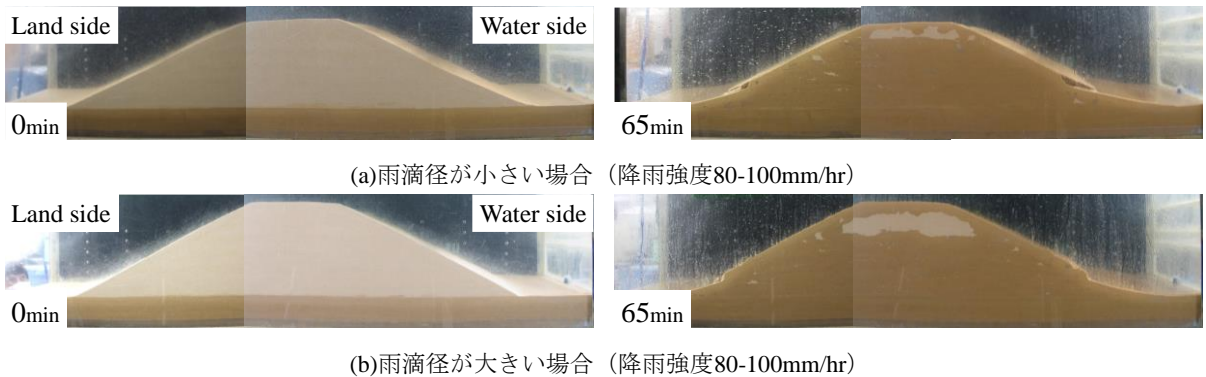 Land side Water side
0min 65min
(a)雨滴径が小さい場合（降雨強度80-100mm/hr）
Land side Water side
0min 65min
(b)雨滴径が大きい場合（降雨強度80-100mm/hr）